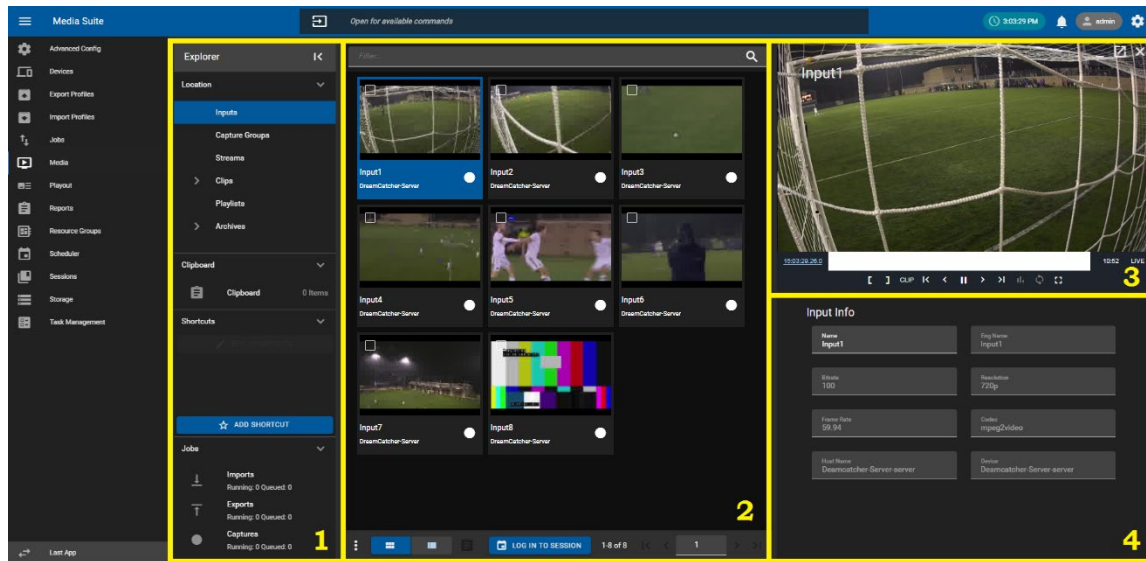 Media Suite
Open for available commands
3:03:29 PM
admin
Advanced Config
Devices
Export Profiles
Import Profiles
Jobs
Media
Playout
Reports
Resource Groups
Scheduler
Sessions
Storage
Task Management
Last App
Explorer
Location
Inputs
Capture Groups
Streams
Clips
Playlists
Archives
Clipboard
Clipboard 0 Items
Shortcuts
ADD SHORTCUT
Jobs
Imports
Running: 0 Queued: 0
Exports
Running: 0 Queued: 0
Captures
Running: 0 Queued: 0
1
Filter
Input1
DreamCatcher-Server
Input2
DreamCatcher-Server
Input3
DreamCatcher-Server
Input4
DreamCatcher-Server
Input5
DreamCatcher-Server
Input6
DreamCatcher-Server
Input7
DreamCatcher-Server
Input8
DreamCatcher-Server
2
LOG IN TO SESSION
1-8 of 8
1
Input1
15:03:28.26.0
10:52 LIVE
CLIP
3
Input Info
Name
Input1
Eng Name
Input1
Bitrate
100
Resolution
720p
Frame Rate
59.94
Codec
mpeg2video
Host Name
Deamcatcher-Server-server
Device
Deamcatcher-Server-server
4